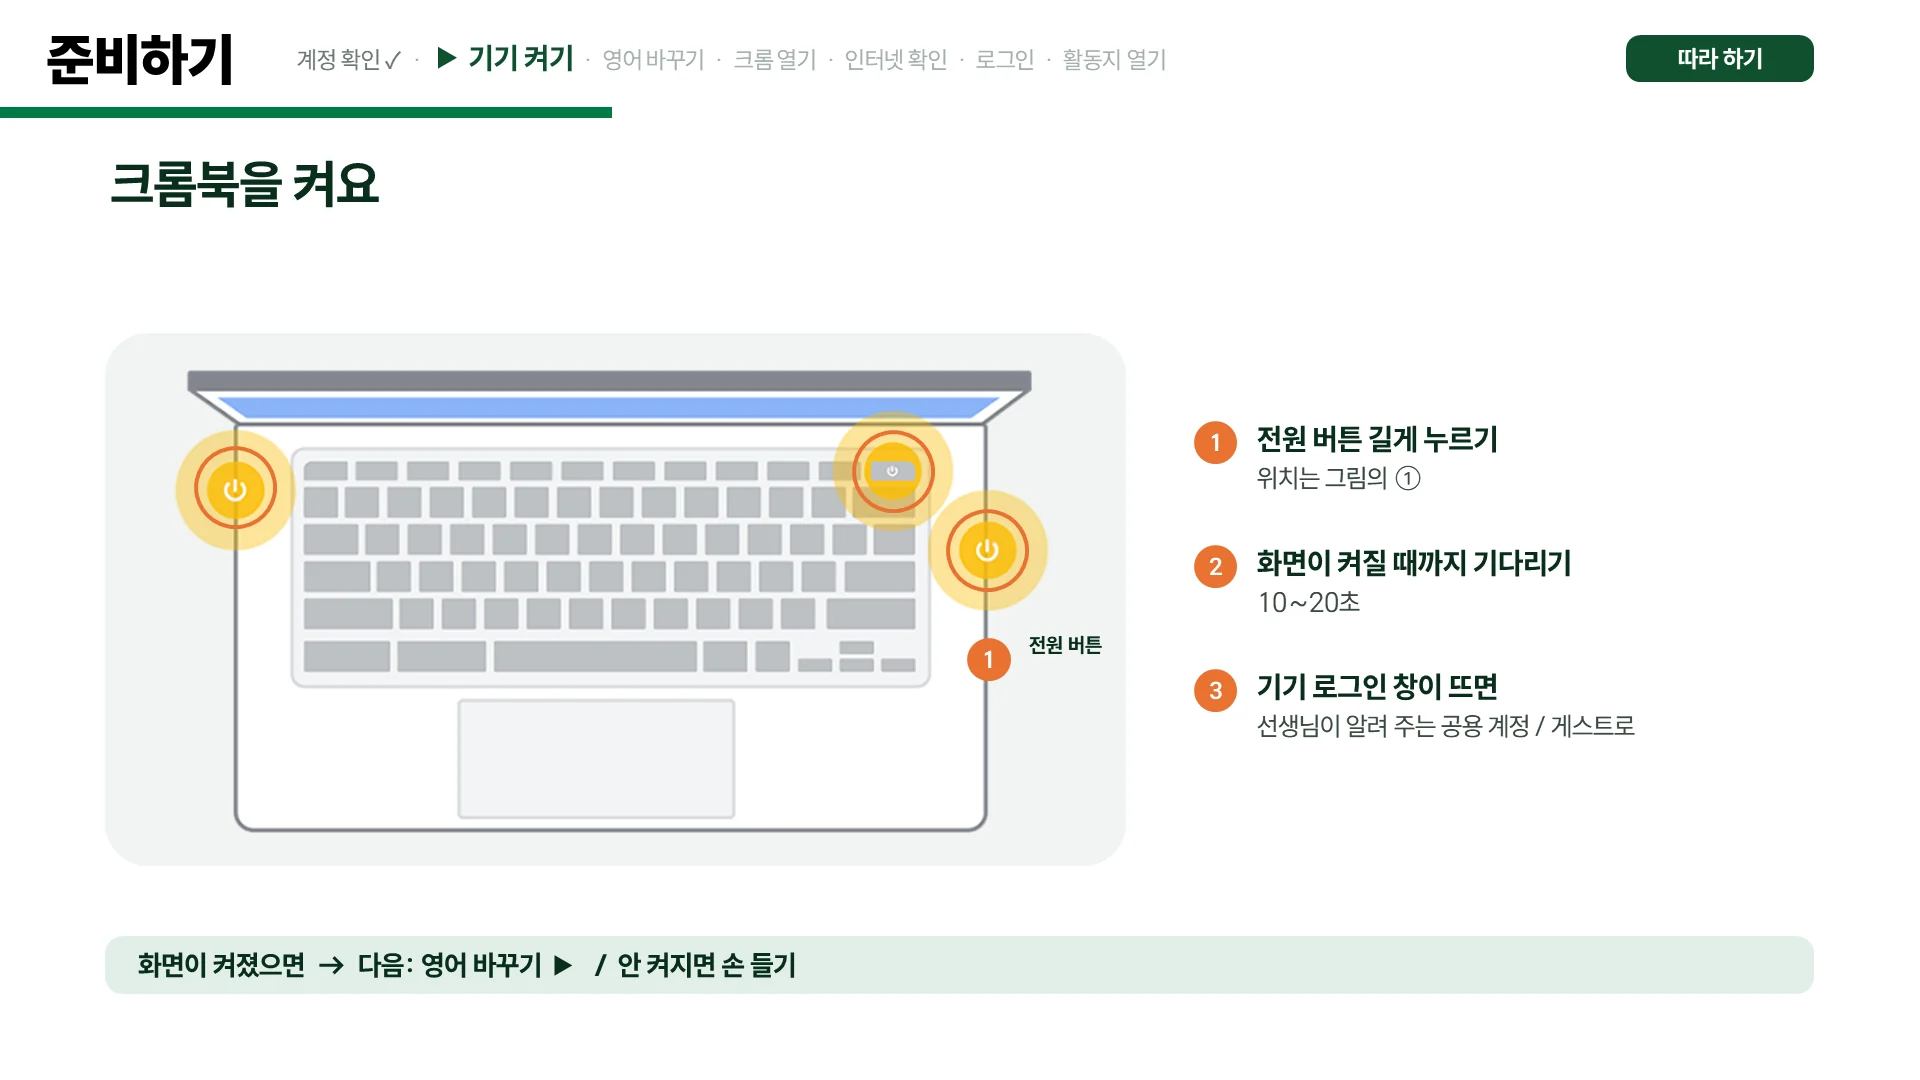 준비하기
계정 확인 ✓ · ▶ 기기 켜기 · 영어 바꾸기 · 크롬 열기 · 인터넷 확인 · 로그인 · 활동지 열기
따라 하기
크롬북을 켜요
1 전원 버튼
1 전원 버튼 길게 누르기
위치는 그림의 ①
2 화면이 켜질 때까지 기다리기
10~20초
3 기기 로그인 창이 뜨면
선생님이 알려 주는 공용 계정 / 게스트로
화면이 켜졌으면 → 다음: 영어 바꾸기 ▶ / 안 켜지면 손 들기